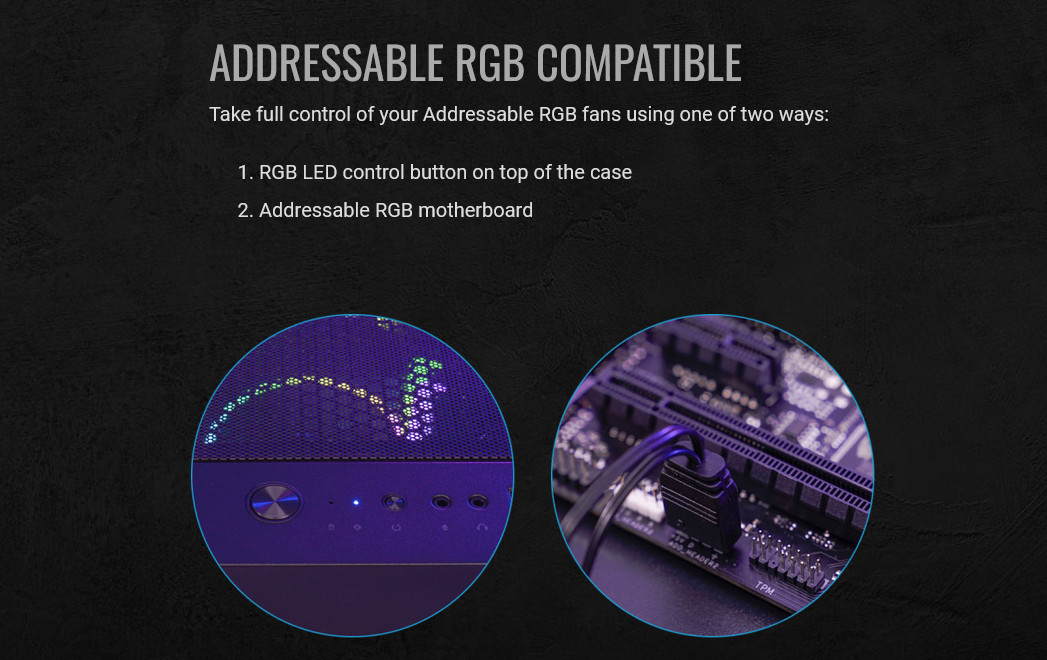 ADDRESSABLE RGB COMPATIBLE
Take full control of your Addressable RGB fans using one of two ways:
1. RGB LED control button on top of the case
2. Addressable RGB motherboard
ADD_HEADER2
TPM